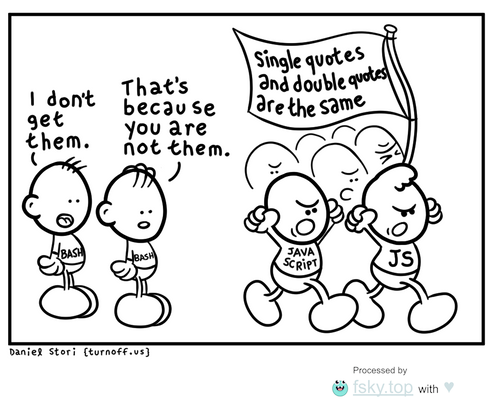 I don't
get
them.
That's
because
you are
not them.
Single quotes
and double quotes
are the same
BASH
BASH
JAVA
SCRIPT
JS
Daniel Stori {turnoff.us}
Processed by
fsky.top with ♥